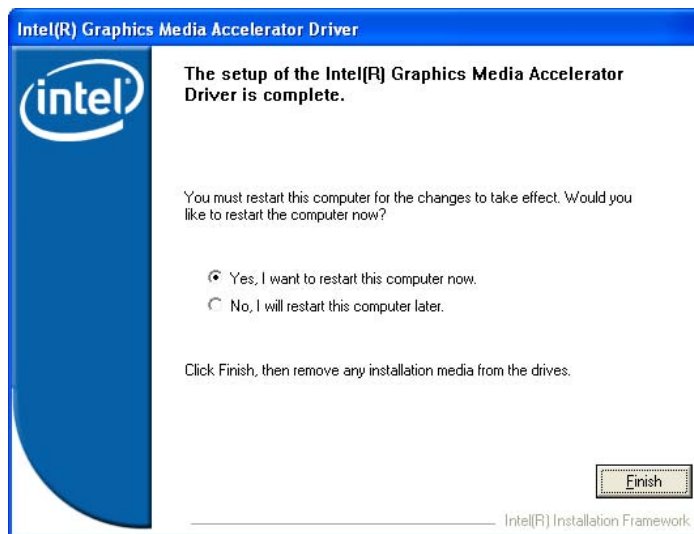 Intel(R) Graphics Media Accelerator Driver
intel
The setup of the Intel(R) Graphics Media Accelerator
Driver is complete.
You must restart this computer for the changes to take effect. Would you
like to restart the computer now?
Yes, I want to restart this computer now.
No, I will restart this computer later.
Click Finish, then remove any installation media from the drives.
Finish
Intel(R) Installation Framework